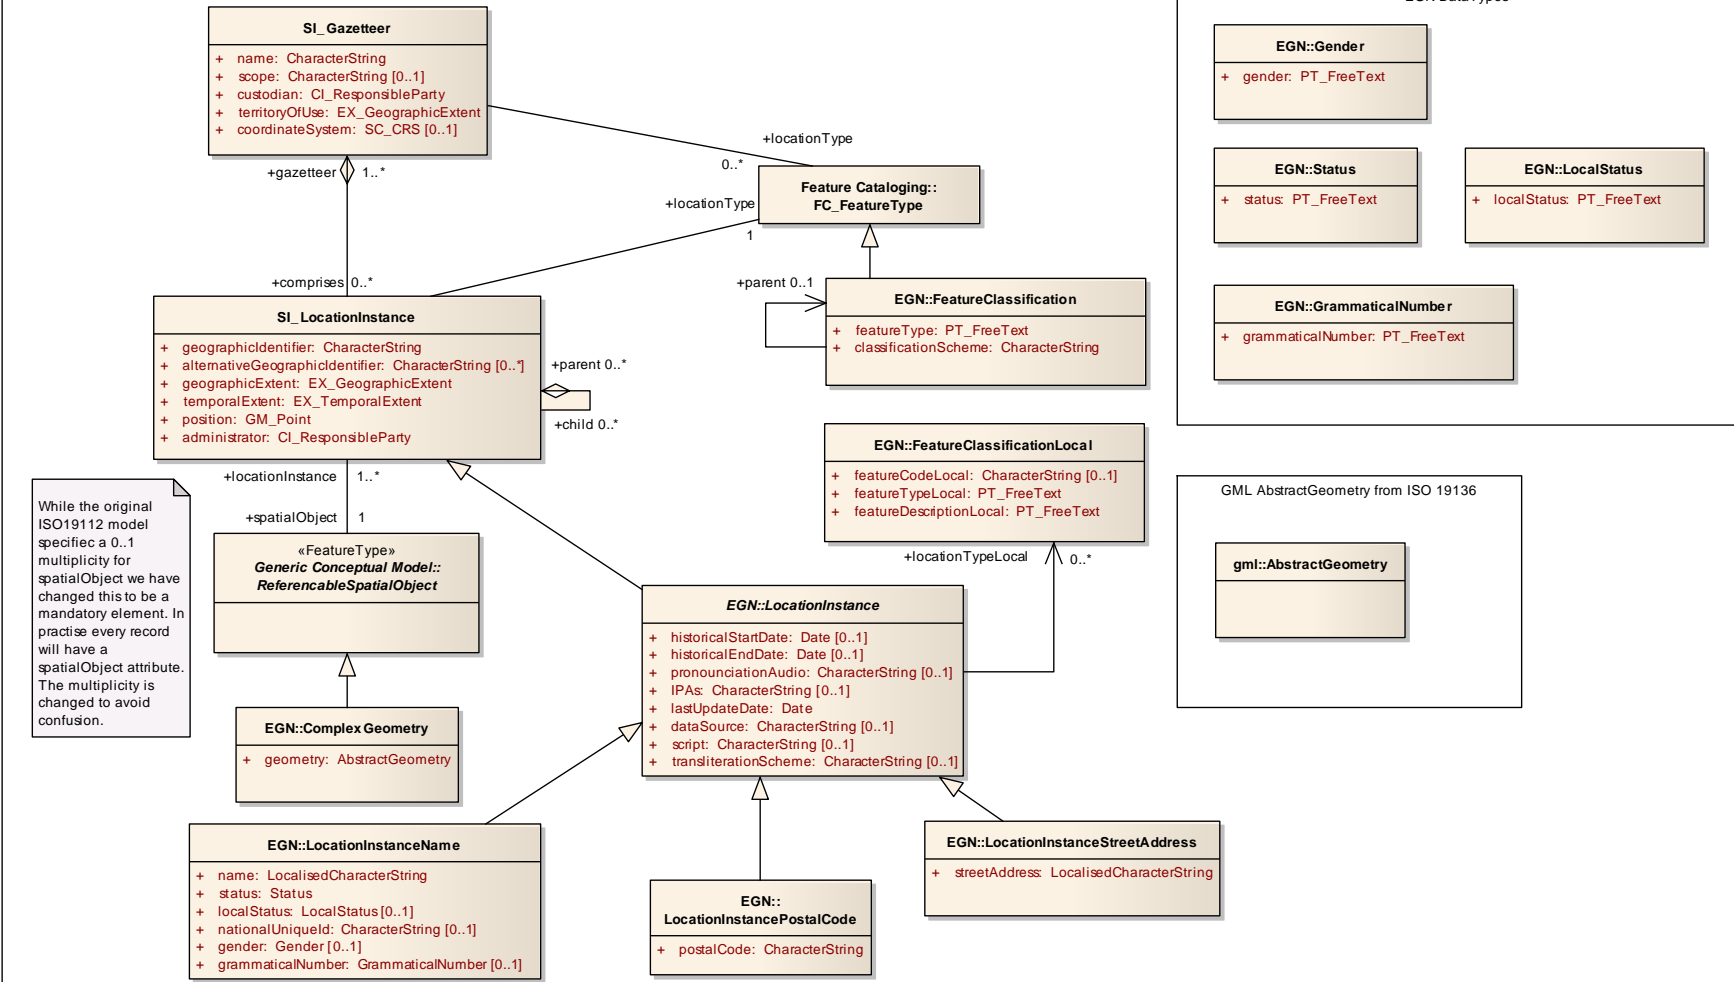 SI_Gazetteer
+ name: CharacterString
+ scope: CharacterString [0..1]
+ custodian: CI_ResponsibleParty
+ territoryOfUse: EX_GeographicExtent
+ coordinateSystem: SC_CRS [0..1]
+gazetteer 1..*
+locationType
0..*
Feature Cataloging::
FC_FeatureType
+locationType
1
+comprises 0..*
SI_LocationInstance
+ geographicIdentifier: CharacterString
+ alternativeGeographicIdentifier: CharacterString [0..*]
+ geographicExtent: EX_GeographicExtent
+ temporalExtent: EX_TemporalExtent
+ position: GM_Point
+ administrator: CI_ResponsibleParty
+parent 0..*
+child 0..*
+parent 0..1
EGN::FeatureClassification
+ featureType: PT_FreeText
+ classificationScheme: CharacterString
EGN::FeatureClassificationLocal
+ featureCodeLocal: CharacterString [0..1]
+ featureTypeLocal: PT_FreeText
+ featureDescriptionLocal: PT_FreeText
+locationTypeLocal 0..*
+locationInstance 1..*
+spatialObject 1
While the original
ISO19112 model
specifiec a 0..1
multiplicity for
spatialObject we have
changed this to be a
mandatory element. In
practise every record
will have a
spatialObject attribute.
The multiplicity is
changed to avoid
confusion.
«FeatureType»
Generic Conceptual Model::
ReferencableSpatialObject
EGN::Complex Geometry
+ geometry: AbstractGeometry
EGN::LocationInstance
+ historicalStartDate: Date [0..1]
+ historicalEndDate: Date [0..1]
+ pronounciationAudio: CharacterString [0..1]
+ IPAs: CharacterString [0..1]
+ lastUpdateDate: Date
+ dataSource: CharacterString [0..1]
+ script: CharacterString [0..1]
+ transliterationScheme: CharacterString [0..1]
EGN::LocationInstanceName
+ name: LocalisedCharacterString
+ status: Status
+ localStatus: LocalStatus [0..1]
+ nationalUniqueId: CharacterString [0..1]
+ gender: Gender [0..1]
+ grammaticalNumber: GrammaticalNumber [0..1]
EGN::
LocationInstancePostalCode
+ postalCode: CharacterString
EGN::LocationInstanceStreetAddress
+ streetAddress: LocalisedCharacterString
EGN::Gender
+ gender: PT_FreeText
EGN::Status
+ status: PT_FreeText
EGN::LocalStatus
+ localStatus: PT_FreeText
EGN::GrammaticalNumber
+ grammaticalNumber: PT_FreeText
GML AbstractGeometry from ISO 19136
gml::AbstractGeometry